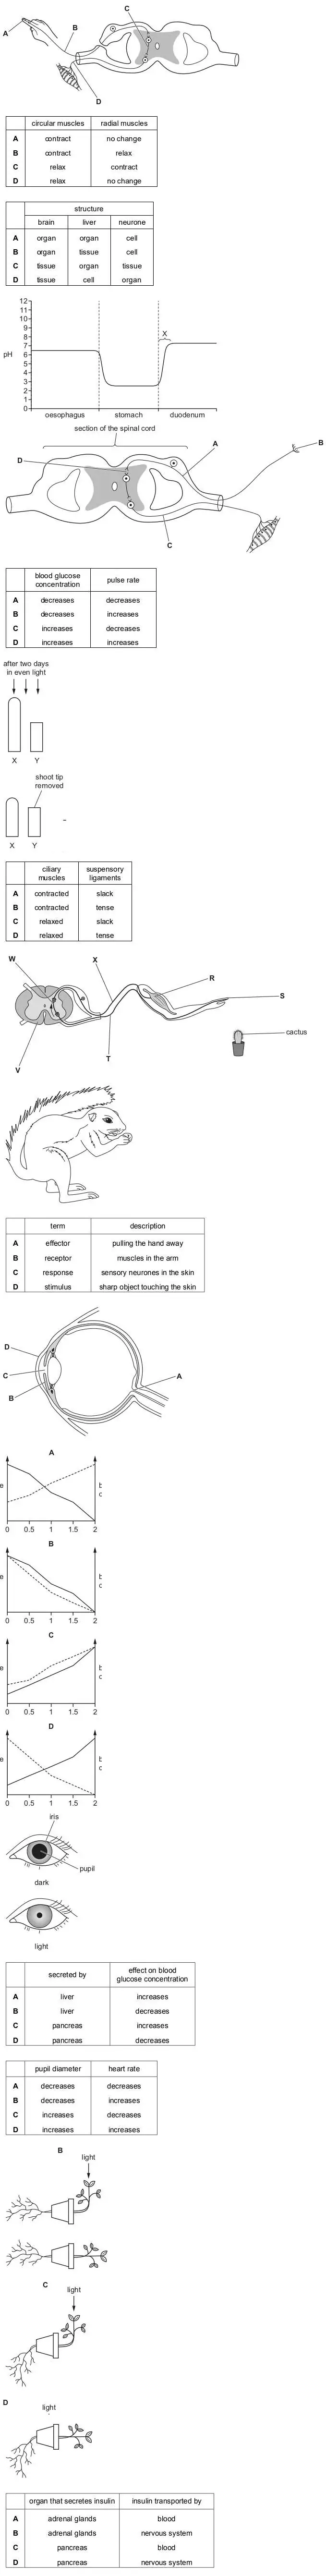 C
A
B
D
circular muscles radial muscles
A contract no change
B contract relax
C relax contract
D relax no change
structure
brain liver neurone
A organ organ cell
B organ tissue cell
C tissue organ tissue
D tissue cell organ
12
11
10
9
8
7
6
5
4
3
2
1
0
pH
X
oesophagus stomach duodenum
section of the spinal cord
A
B
D
C
blood glucose concentration pulse rate
A decreases decreases
B decreases increases
C increases decreases
D increases increases
after two days
in even light
X Y
shoot tip
removed
X Y
ciliary muscles suspensory ligaments
A contracted slack
B contracted tense
C relaxed slack
D relaxed tense
W X
R
S
cactus
T
V
term description
A effector pulling the hand away
B receptor muscles in the arm
C response sensory neurones in the skin
D stimulus sharp object touching the skin
D
C
B
A
A
e b
c
0 0.5 1 1.5 2
B
e b
c
0 0.5 1 1.5 2
C
e b
c
0 0.5 1 1.5 2
D
e b
c
0 0.5 1 1.5 2
iris
pupil
dark
light
secreted by effect on blood glucose concentration
A liver increases
B liver decreases
C pancreas increases
D pancreas decreases
pupil diameter heart rate
A decreases decreases
B decreases increases
C increases decreases
D increases increases
B
light
C
light
D
light
organ that secretes insulin insulin transported by
A adrenal glands blood
B adrenal glands nervous system
C pancreas blood
D pancreas nervous system